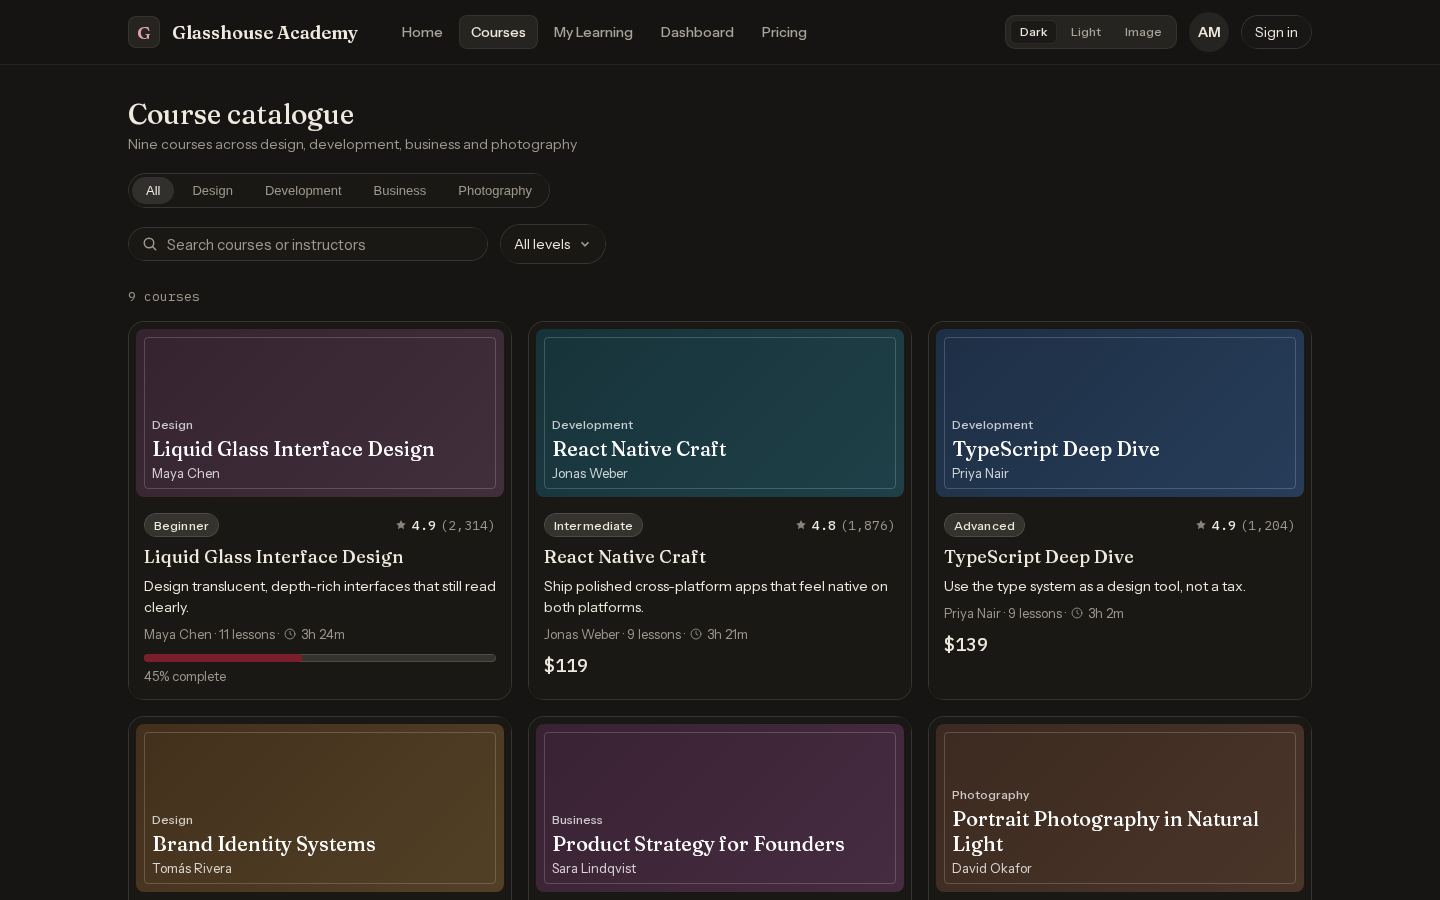 G
Glasshouse Academy
Home
Courses
My Learning
Dashboard
Pricing
Dark
Light
Image
AM
Sign in
Course catalogue
Nine courses across design, development, business and photography
All
Design
Development
Business
Photography
Search courses or instructors
All levels
9 courses
Design
Liquid Glass Interface Design
Maya Chen
Beginner
4.9 (2,314)
Liquid Glass Interface Design
Design translucent, depth-rich interfaces that still read
clearly.
Maya Chen · 11 lessons · 3h 24m
45% complete
Development
React Native Craft
Jonas Weber
Intermediate
4.8 (1,876)
React Native Craft
Ship polished cross-platform apps that feel native on
both platforms.
Jonas Weber · 9 lessons · 3h 21m
$119
Development
TypeScript Deep Dive
Priya Nair
Advanced
4.9 (1,204)
TypeScript Deep Dive
Use the type system as a design tool, not a tax.
Priya Nair · 9 lessons · 3h 2m
$139
Design
Brand Identity Systems
Tomás Rivera
Business
Product Strategy for Founders
Sara Lindqvist
Photography
Portrait Photography in Natural
Light
David Okafor